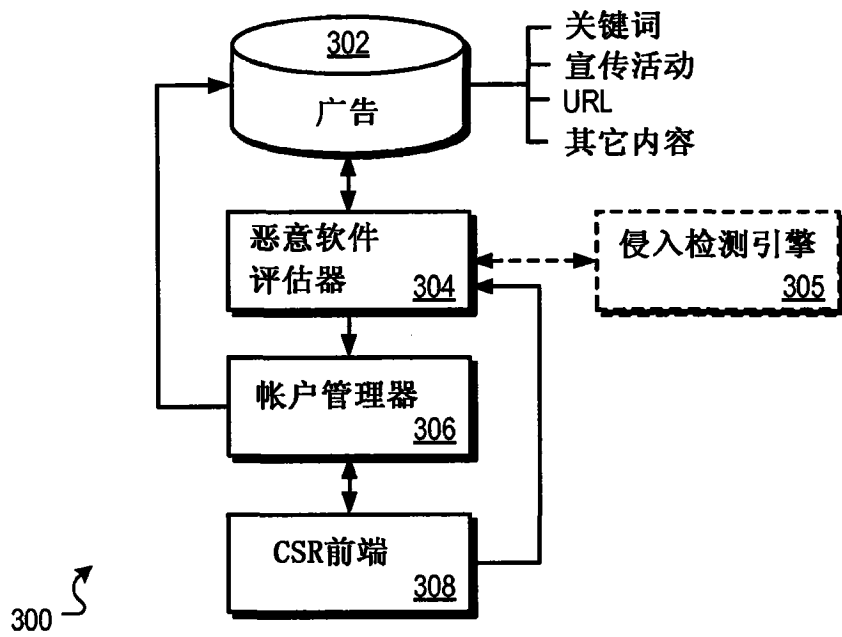 302
广告
关键词
宣传活动
URL
其它内容
恶意软件
评估器
304
侵入检测引擎
305
帐户管理器
306
CSR前端
308
300